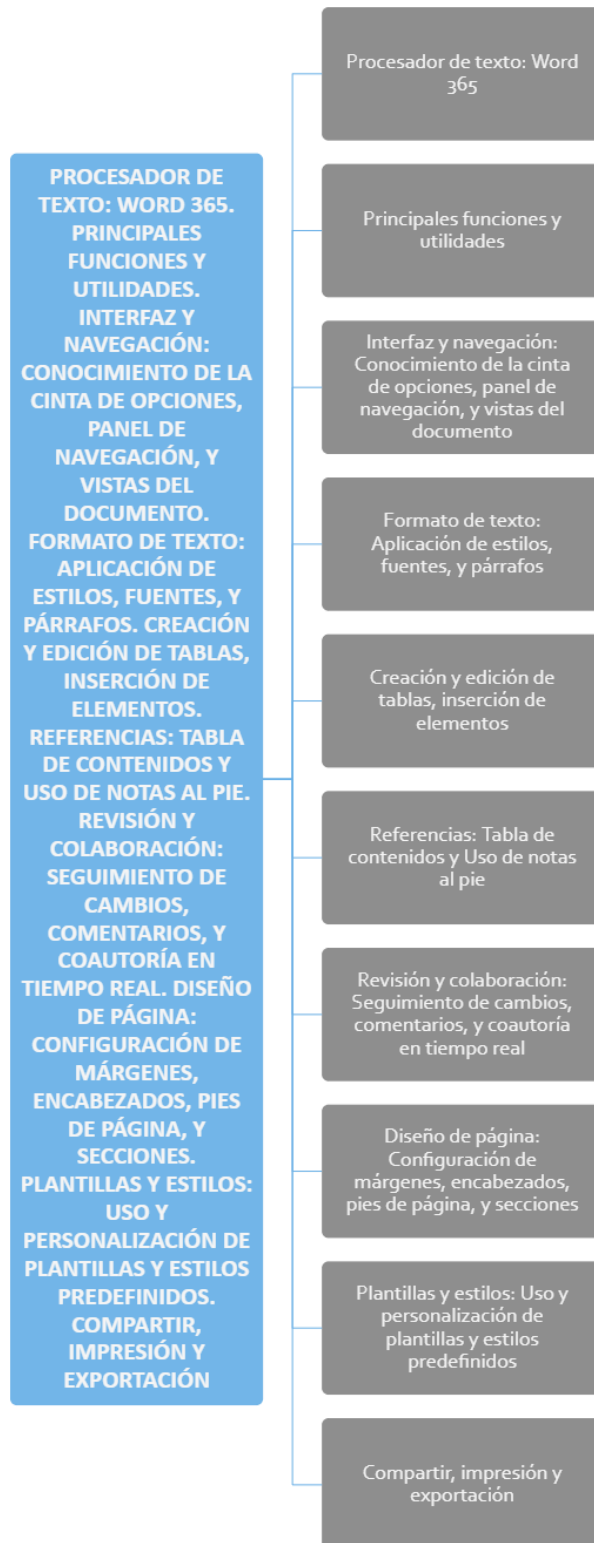 PROCESADOR DE
TEXTO: WORD 365.
PRINCIPALES
FUNCIONES Y
UTILIDADES.
INTERFAZ Y
NAVEGACIÓN:
CONOCIMIENTO DE LA
CINTA DE OPCIONES,
PANEL DE
NAVEGACIÓN, Y
VISTAS DEL
DOCUMENTO.
FORMATO DE TEXTO:
APLICACIÓN DE
ESTILOS, FUENTES, Y
PÁRRAFOS. CREACIÓN
Y EDICIÓN DE TABLAS,
INSERCIÓN DE
ELEMENTOS.
REFERENCIAS: TABLA
DE CONTENIDOS Y
USO DE NOTAS AL PIE.
REVISIÓN Y
COLABORACIÓN:
SEGUIMIENTO DE
CAMBIOS,
COMENTARIOS, Y
COAUTORÍA EN
TIEMPO REAL. DISEÑO
DE PÁGINA:
CONFIGURACIÓN DE
MÁRGENES,
ENCABEZADOS, PIES
DE PÁGINA, Y
SECCIONES.
PLANTILLAS Y ESTILOS:
USO Y
PERSONALIZACIÓN DE
PLANTILLAS Y ESTILOS
PREDEFINIDOS.
COMPARTIR,
IMPRESIÓN Y
EXPORTACIÓN
Procesador de texto: Word
365
Principales funciones y
utilidades
Interfaz y navegación:
Conocimiento de la cinta
de opciones, panel de
navegación, y vistas del
documento
Formato de texto:
Aplicación de estilos,
fuentes, y párrafos
Creación y edición de
tablas, inserción de
elementos
Referencias: Tabla de
contenidos y Uso de notas
al pie
Revisión y colaboración:
Seguimiento de cambios,
comentarios, y coautoría
en tiempo real
Diseño de página:
Configuración de
márgenes, encabezados,
pies de página, y secciones
Plantillas y estilos: Uso y
personalización de
plantillas y estilos
predefinidos
Compartir, impresión y
exportación